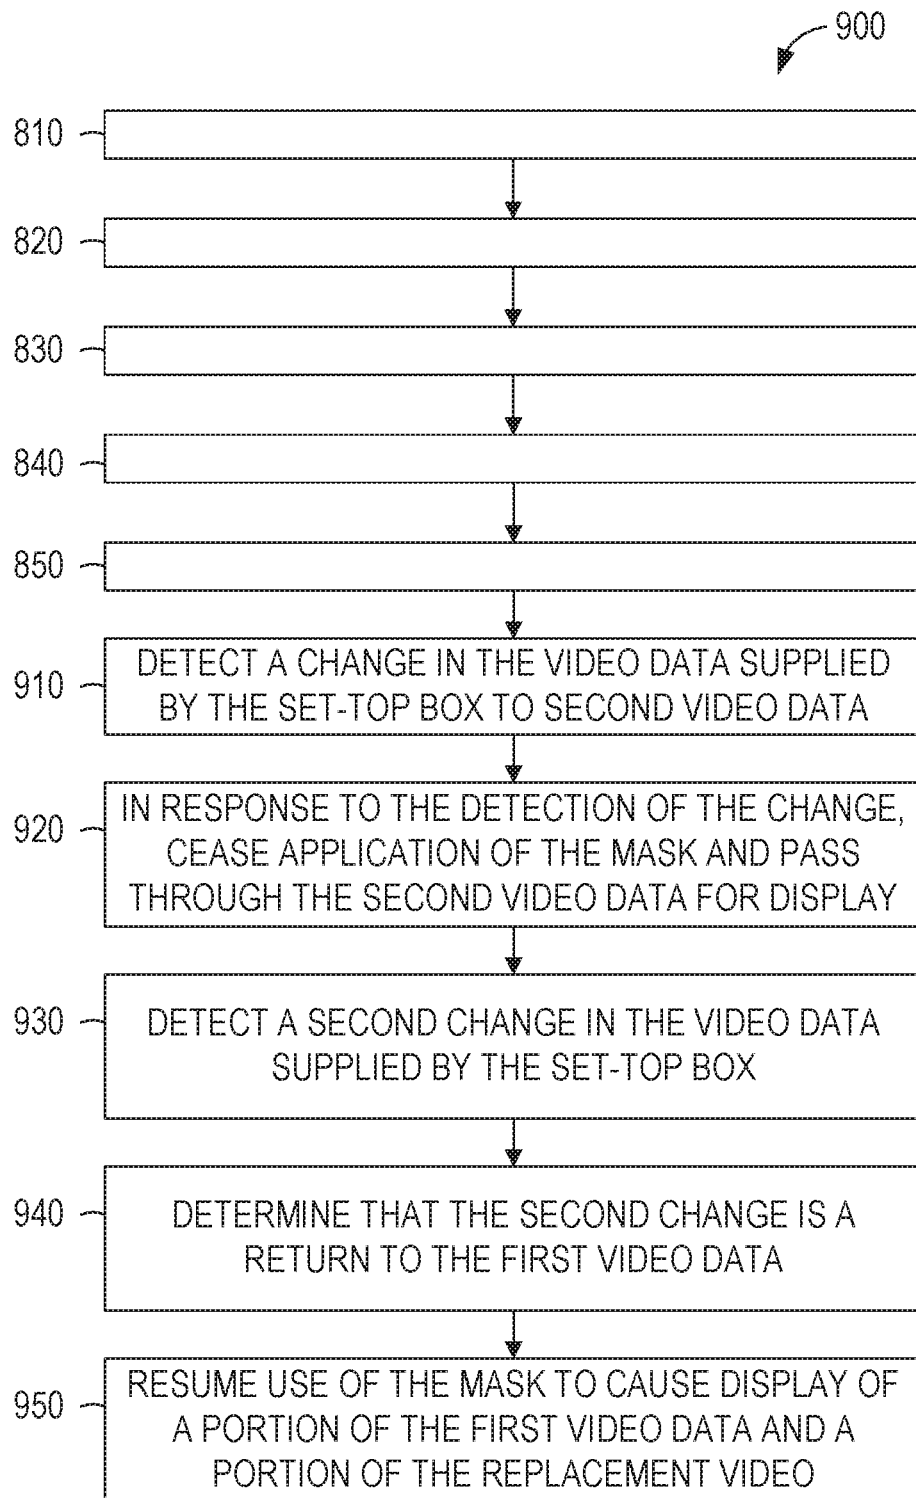 900
810
820
830
840
850
910
DETECT A CHANGE IN THE VIDEO DATA SUPPLIED
BY THE SET-TOP BOX TO SECOND VIDEO DATA
920
IN RESPONSE TO THE DETECTION OF THE CHANGE,
CEASE APPLICATION OF THE MASK AND PASS
THROUGH THE SECOND VIDEO DATA FOR DISPLAY
930
DETECT A SECOND CHANGE IN THE VIDEO DATA
SUPPLIED BY THE SET-TOP BOX
940
DETERMINE THAT THE SECOND CHANGE IS A
RETURN TO THE FIRST VIDEO DATA
950
RESUME USE OF THE MASK TO CAUSE DISPLAY OF
A PORTION OF THE FIRST VIDEO DATA AND A
PORTION OF THE REPLACEMENT VIDEO